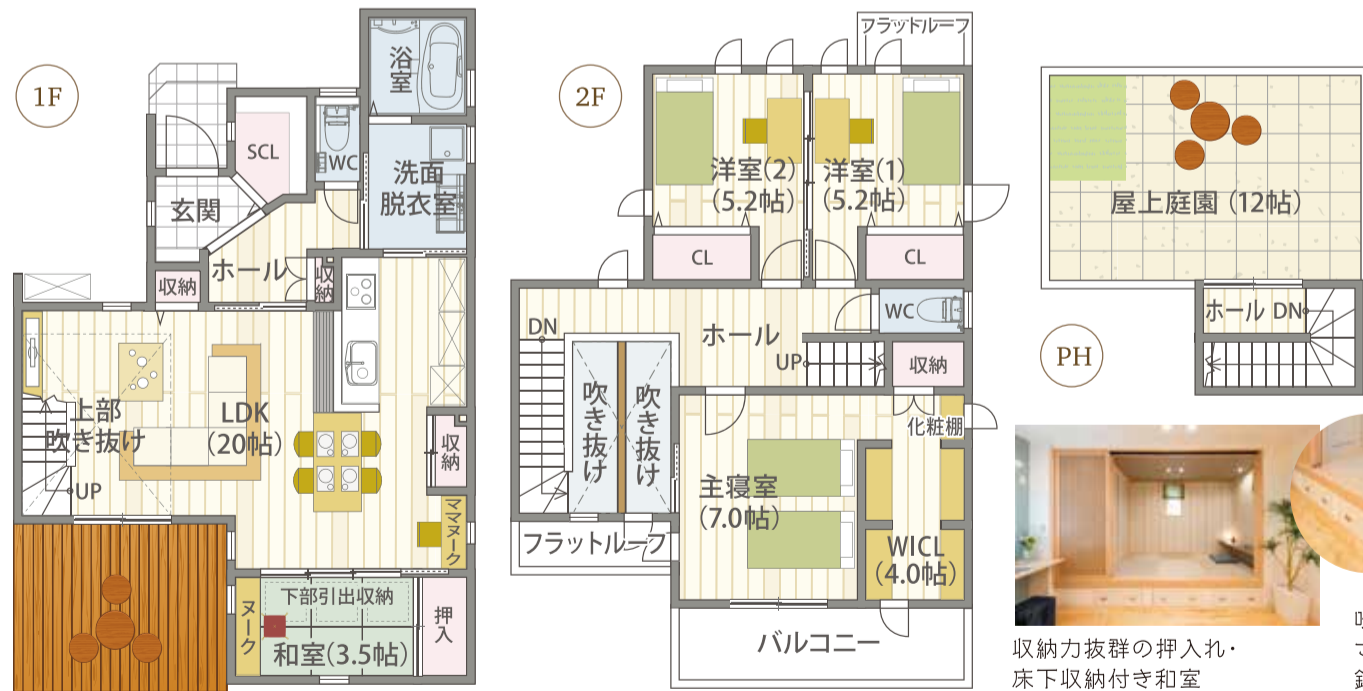 1F
浴室
SCL
WC
洗面
脱衣室
玄関
ホール
収納
収納
上部
吹き抜け
LDK
(20帖)
収納
UP
ママヌーク
ヌーク
下部引出収納
押入
和室(3.5帖)
2F
フラットルーフ
洋室(2)
(5.2帖)
洋室(1)
(5.2帖)
CL
CL
DN
ホール
WC
UP
収納
吹き抜け
吹き抜け
化粧棚
主寝室
(7.0帖)
WICL
(4.0帖)
フラットルーフ
バルコニー
屋上庭園(12帖)
ホール DN
PH
収納力抜群の押入れ・
床下収納付き和室